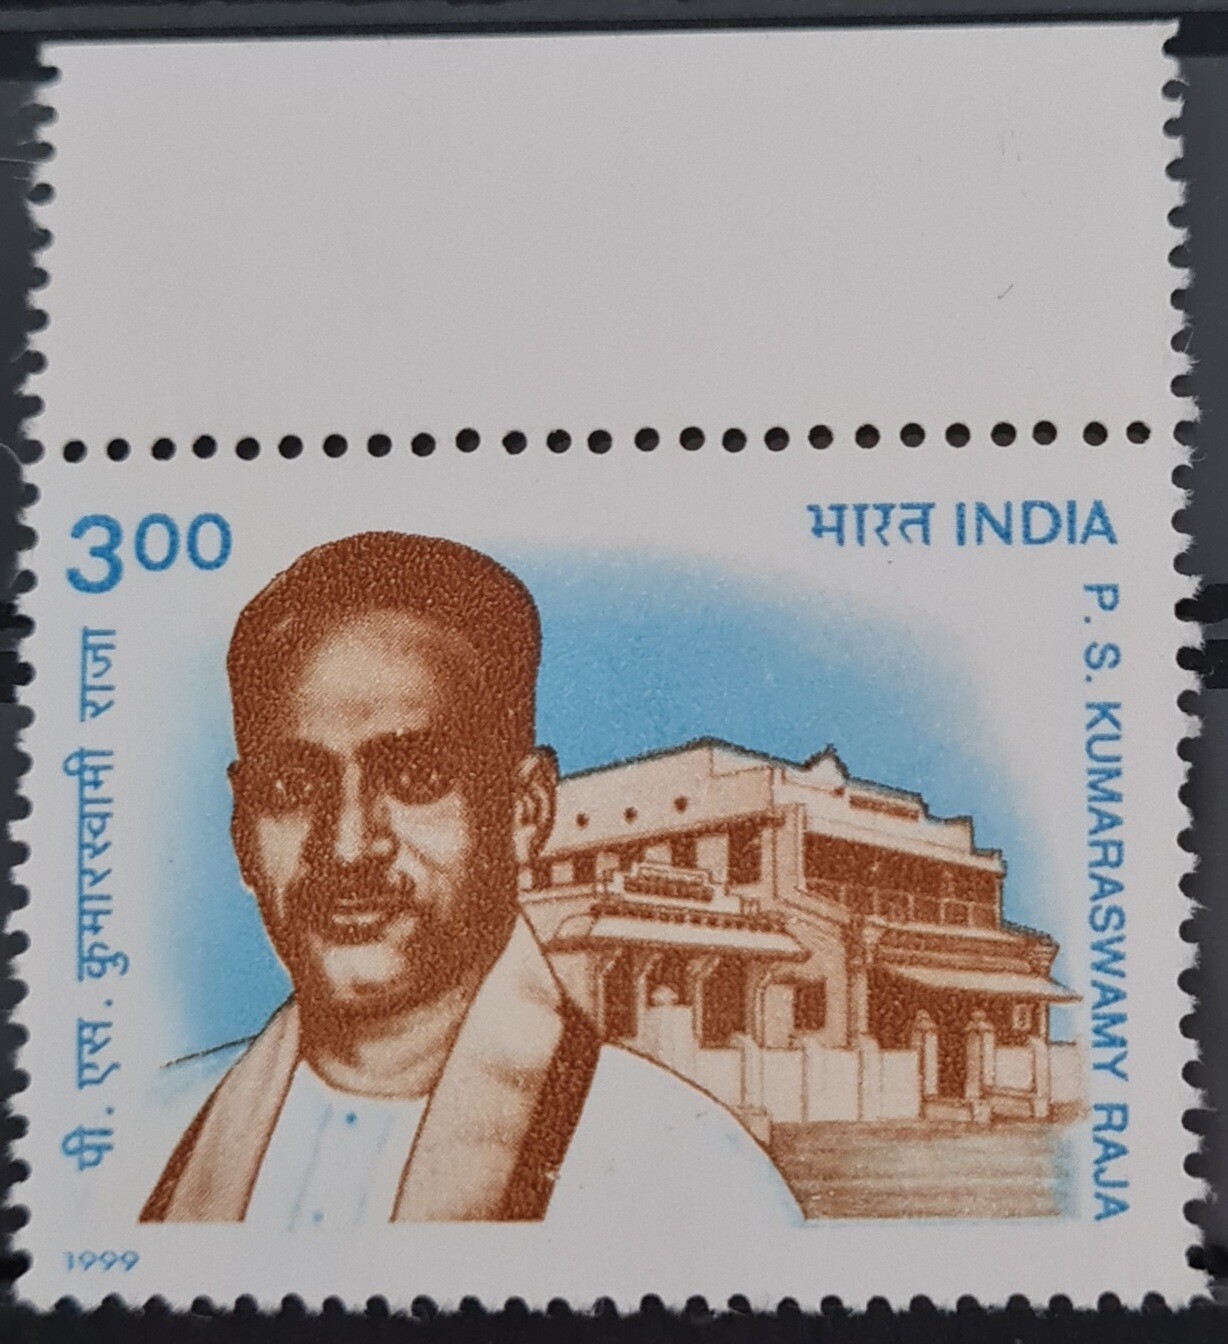 3.00
भारत INDIA
पी. एस. कुमारस्वामी राजा
P. S. KUMARASWAMY RAJA
1999